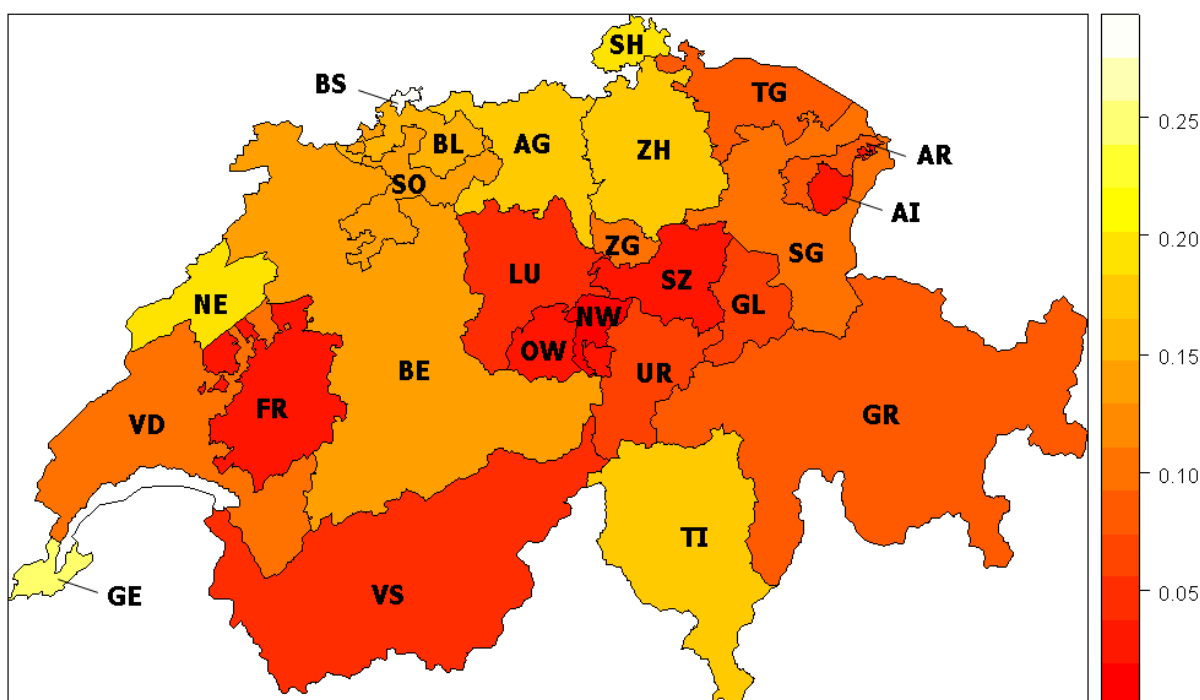 SH
BS
TG
BL
AG
ZH
AR
SO
AI
ZG
SG
LU
SZ
NE
GL
NW
OW
BE
UR
FR
GR
VD
TI
GE
VS
0.25
0.20
0.15
0.10
0.05